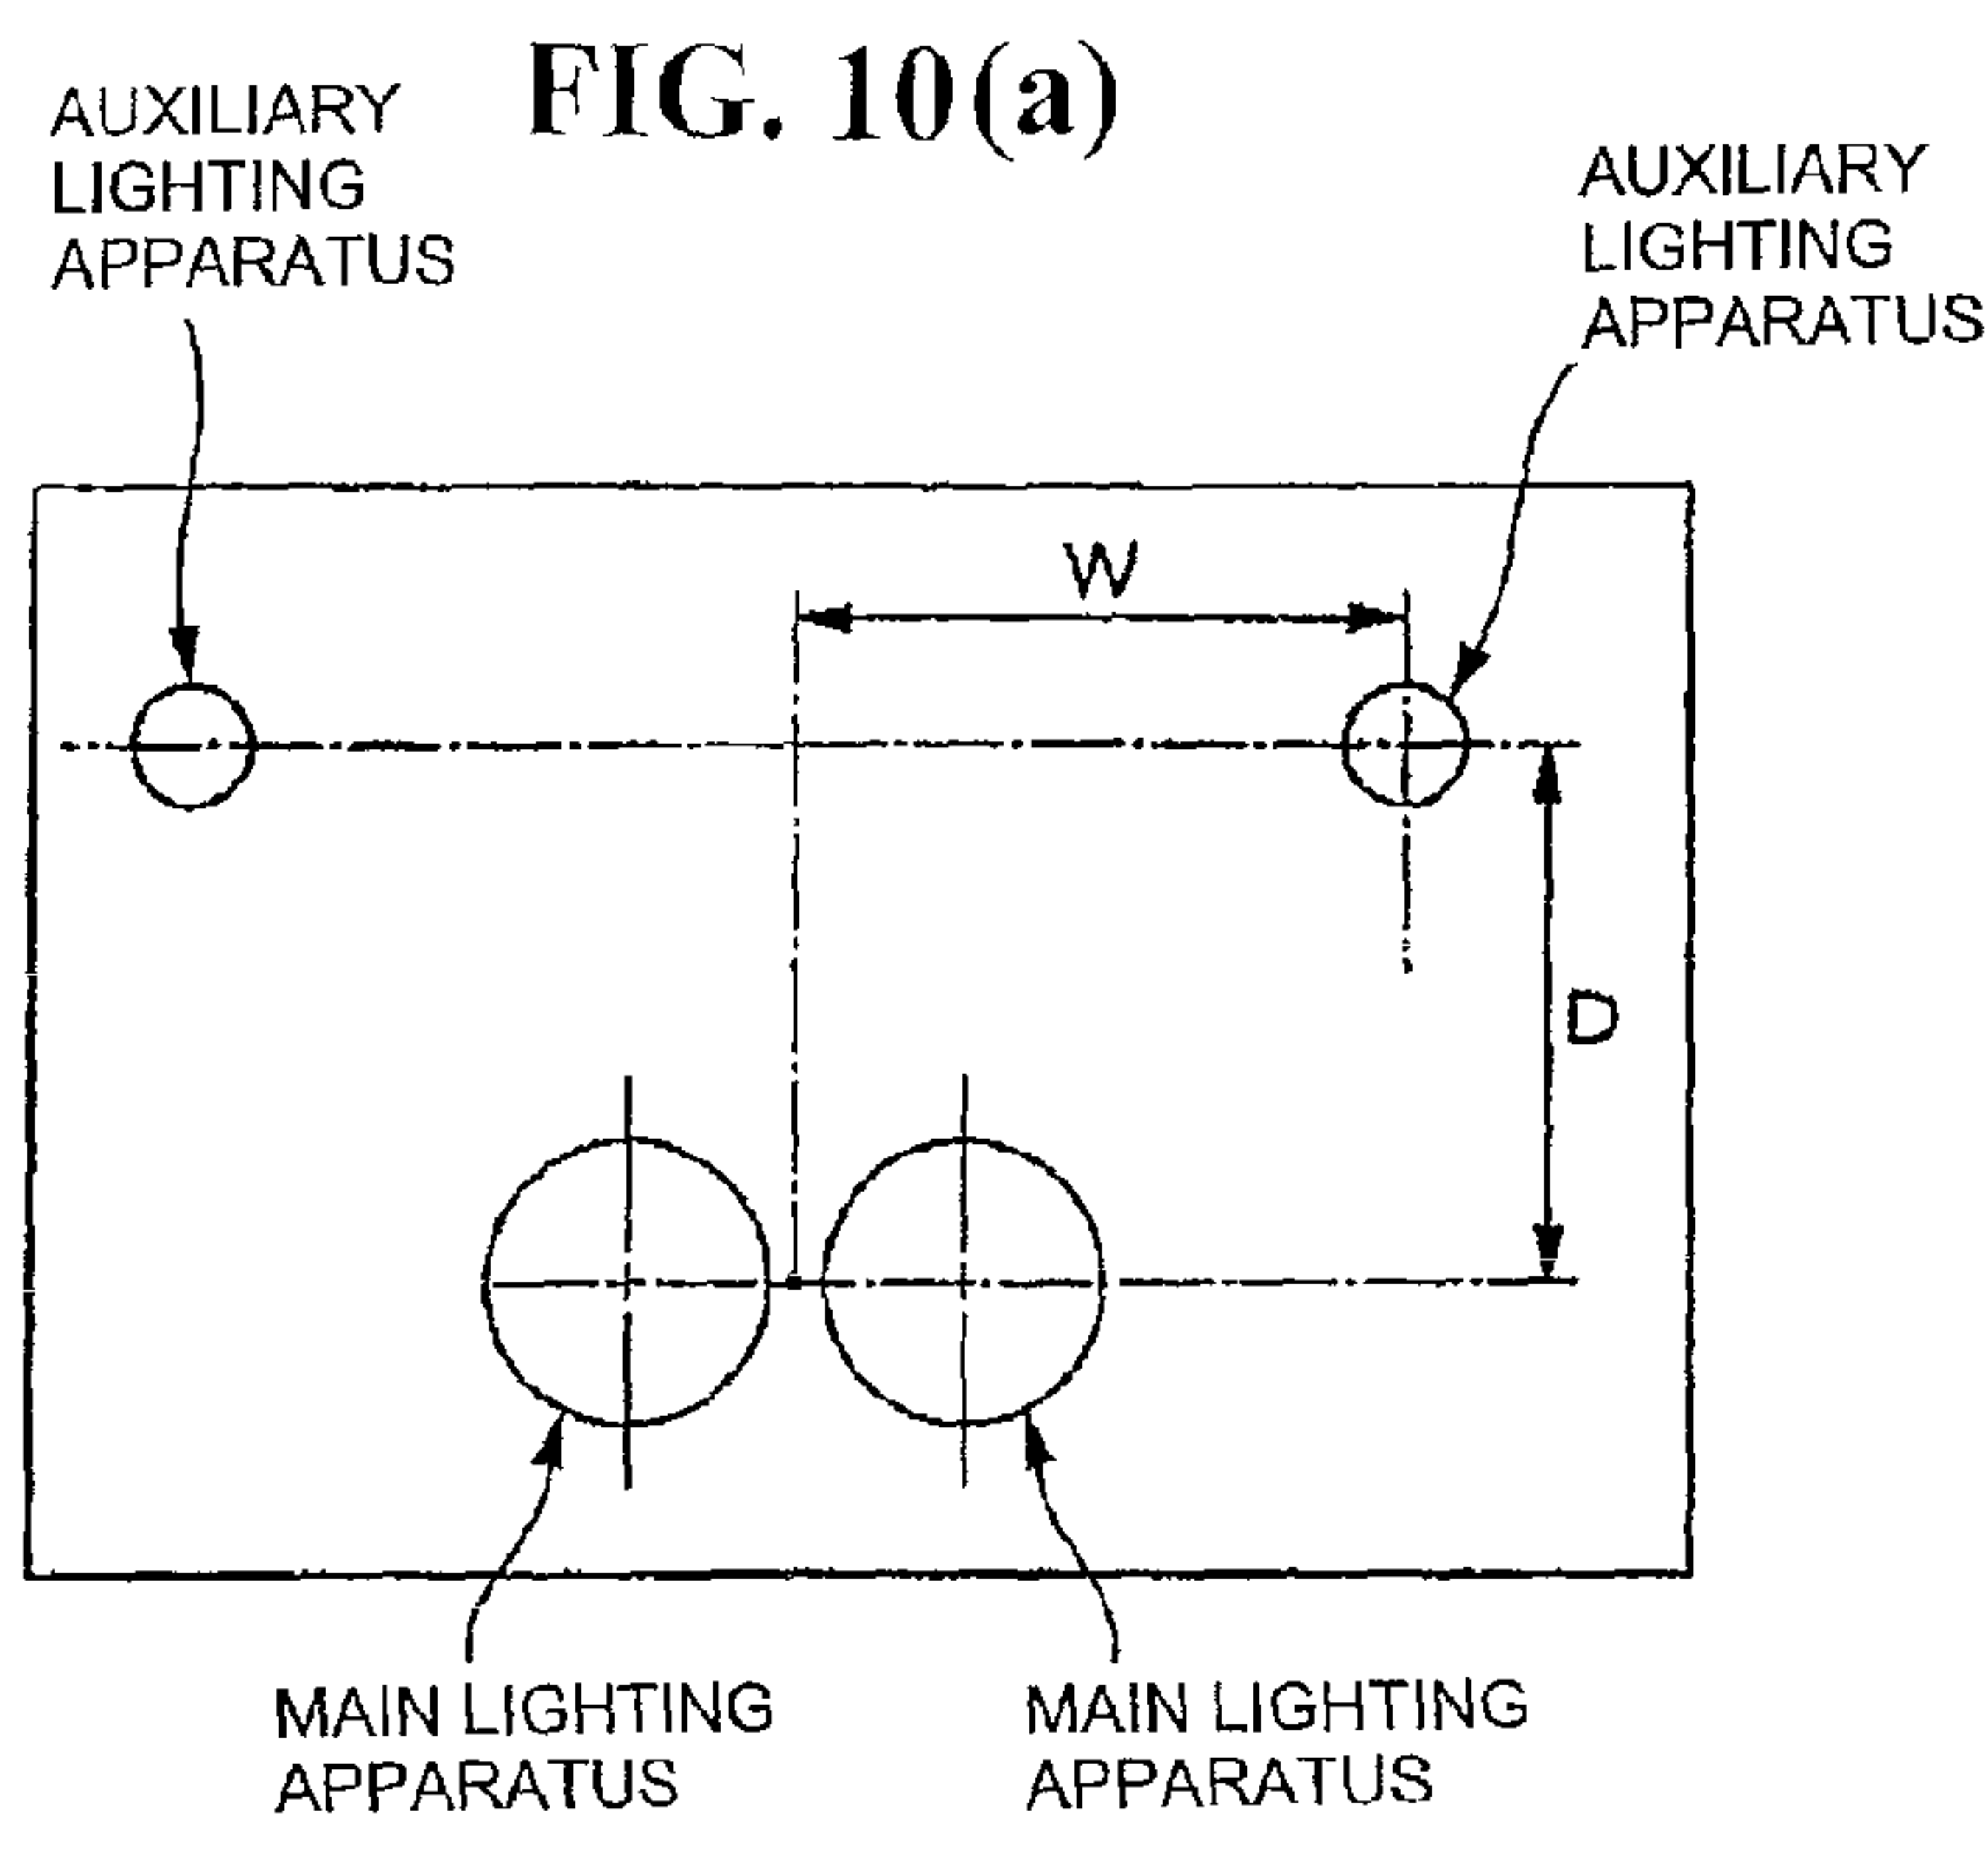 FIG. 10(a)
AUXILIARY
LIGHTING
APPARATUS
AUXILIARY
LIGHTING
APPARATUS
W
D
MAIN LIGHTING
APPARATUS
MAIN LIGHTING
APPARATUS